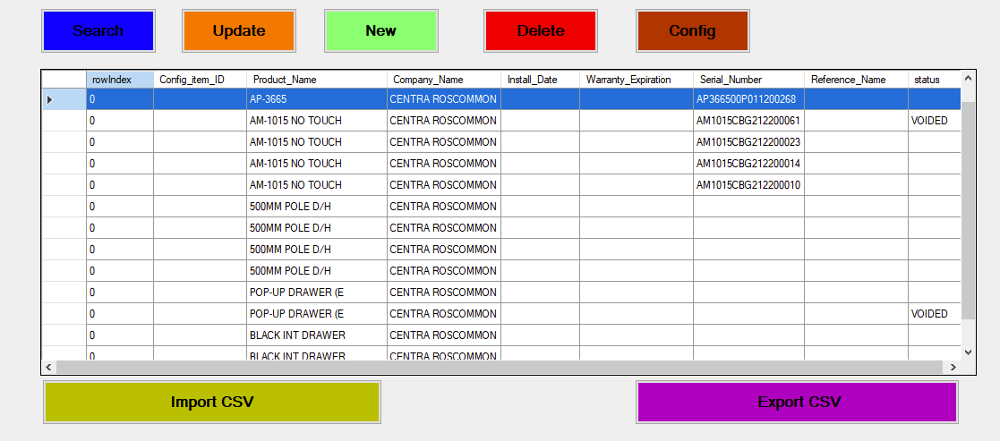 Search Update New Delete Config
rowIndex Config_item_ID Product_Name Company_Name Install_Date Warranty_Expiration Serial_Number Reference_Name status
0 AP-3665 CENTRA ROSCOMMON AP366500P011200268
0 AM-1015 NO TOUCH CENTRA ROSCOMMON AM1015CBG212200061 VOIDED
0 AM-1015 NO TOUCH CENTRA ROSCOMMON AM1015CBG212200023
0 AM-1015 NO TOUCH CENTRA ROSCOMMON AM1015CBG212200014
0 AM-1015 NO TOUCH CENTRA ROSCOMMON AM1015CBG212200010
0 500MM POLE D/H CENTRA ROSCOMMON
0 500MM POLE D/H CENTRA ROSCOMMON
0 500MM POLE D/H CENTRA ROSCOMMON
0 500MM POLE D/H CENTRA ROSCOMMON
0 POP-UP DRAWER (E CENTRA ROSCOMMON
0 POP-UP DRAWER (E CENTRA ROSCOMMON VOIDED
0 BLACK INT DRAWER CENTRA ROSCOMMON
0 BLACK INT DRAWER CENTRA ROSCOMMON
Import CSV Export CSV